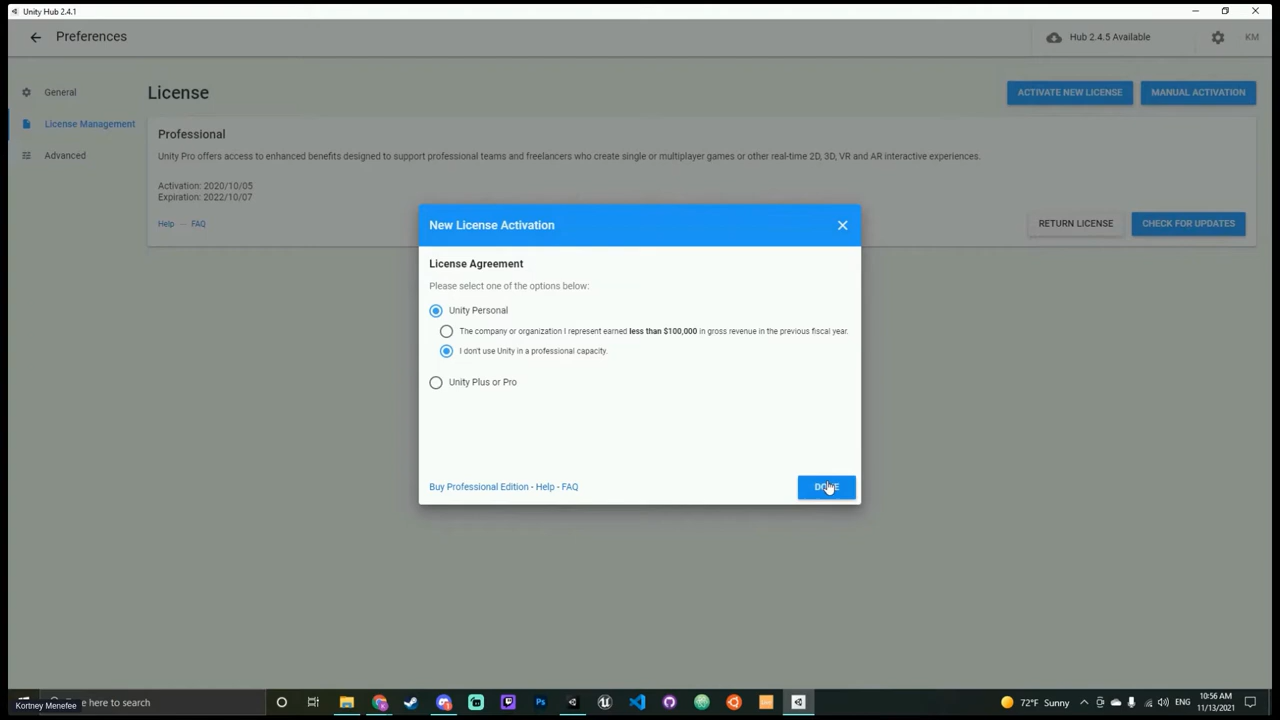 Unity Hub 2.4.1
Preferences
Hub 2.4.5 Available
KM
General
License
ACTIVATE NEW LICENSE
MANUAL ACTIVATION
License Management
Professional
Advanced
Unity Pro offers access to enhanced benefits designed to support professional teams and freelancers who create single or multiplayer games or other real-time 2D, 3D, VR and AR interactive experiences.
Activation: 2020/10/05
Expiration: 2022/10/07
Help — FAQ
RETURN LICENSE
CHECK FOR UPDATES
New License Activation
License Agreement
Please select one of the options below:
Unity Personal
The company or organization I represent earned less than $100,000 in gross revenue in the previous fiscal year.
I don't use Unity in a professional capacity.
Unity Plus or Pro
Buy Professional Edition - Help - FAQ
here to search
Kortney Menefee
Ps
72°F Sunny
ENG
10:56 AM
11/13/2021